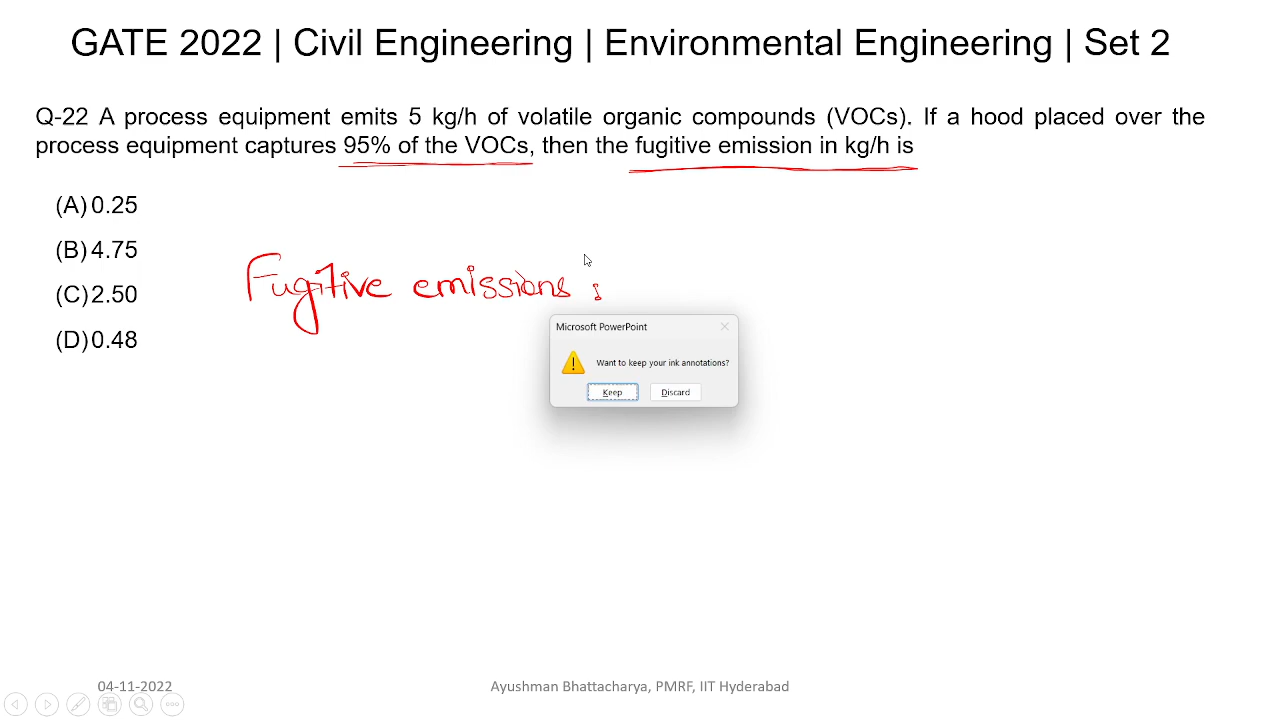 GATE 2022 | Civil Engineering | Environmental Engineering | Set 2
Q-22 A process equipment emits 5 kg/h of volatile organic compounds (VOCs). If a hood placed over the
process equipment captures 95% of the VOCs, then the fugitive emission in kg/h is
(A) 0.25
(B) 4.75
(C) 2.50
(D) 0.48
Fugitive emissions :
Microsoft PowerPoint
Want to keep your ink annotations?
Keep Discard
04-11-2022 Ayushman Bhattacharya, PMRF, IIT Hyderabad